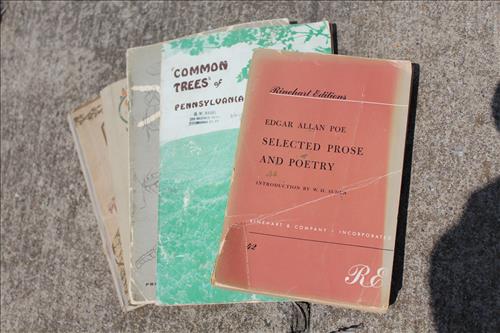 "COMMON
TREES" of
PENNSYLVANIA
Rinehart Editions
EDGAR ALLAN POE
SELECTED PROSE
AND POETRY
INTRODUCTION BY W. H. AUDEN
RINEHART & COMPANY • INCORPORATED
42
RE